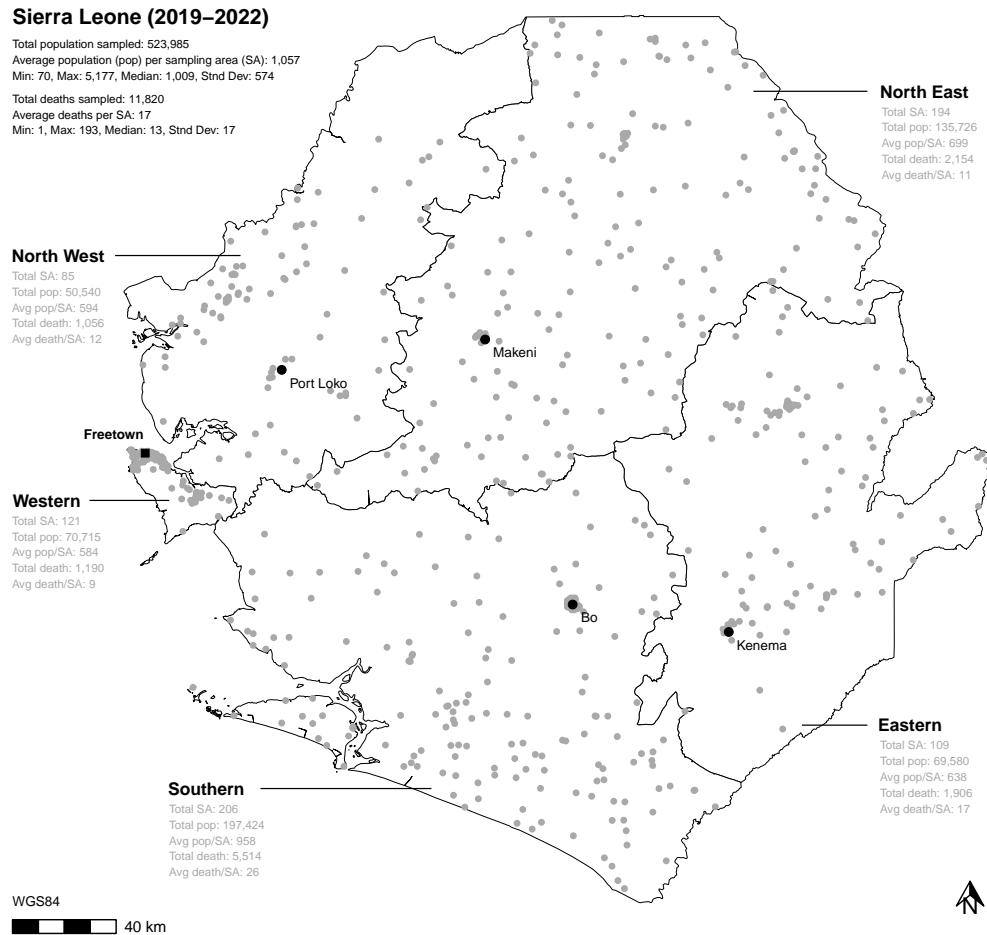 Sierra Leone (2019–2022)
Total population sampled: 523,985
Average population (pop) per sampling area (SA): 1,057
Min: 70, Max: 5,177, Median: 1,009, Stnd Dev: 574
Total deaths sampled: 11,820
Average deaths per SA: 17
Min: 1, Max: 193, Median: 13, Stnd Dev: 17
North East
Total SA: 194
Total pop: 135,726
Avg pop/SA: 699
Total death: 2,154
Avg death/SA: 11
North West
Total SA: 85
Total pop: 50,540
Avg pop/SA: 594
Total death: 1,056
Avg death/SA: 12
Makeni
Port Loko
Freetown
Western
Total SA: 121
Total pop: 70,715
Avg pop/SA: 584
Total death: 1,190
Avg death/SA: 9
Bo
Kenema
Eastern
Total SA: 109
Total pop: 69,580
Avg pop/SA: 638
Total death: 1,906
Avg death/SA: 17
Southern
Total SA: 206
Total pop: 197,424
Avg pop/SA: 958
Total death: 5,514
Avg death/SA: 26
WGS84
40 km
N